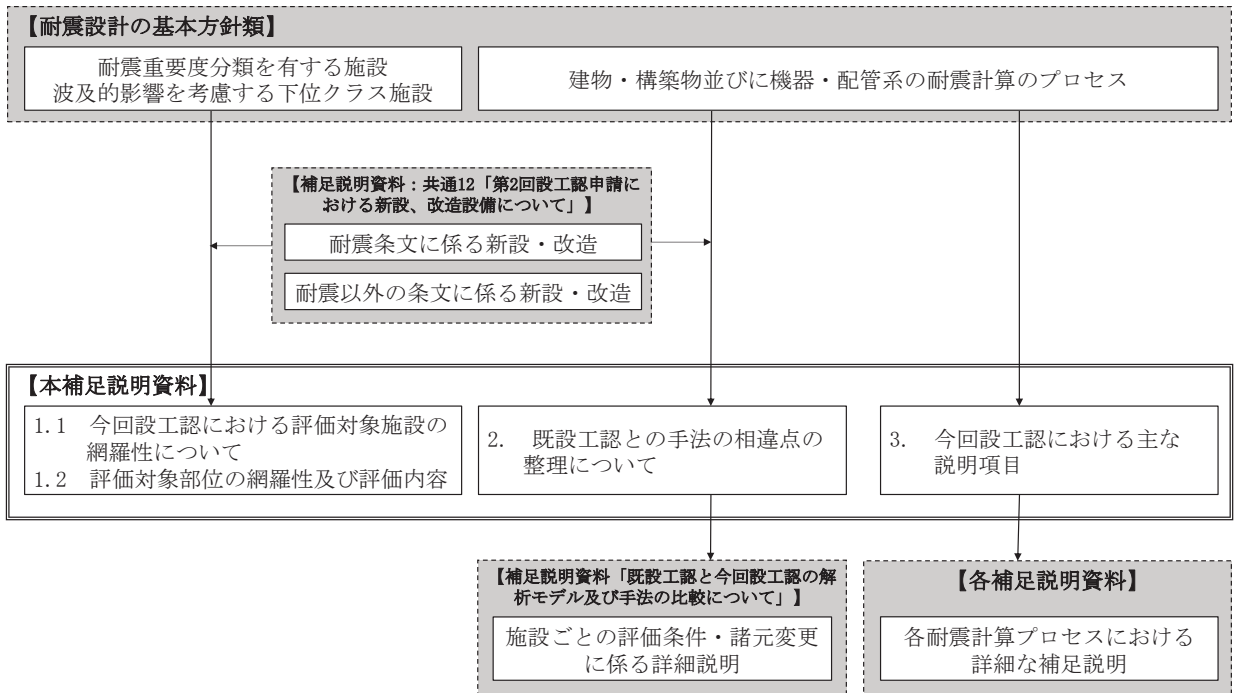 【耐震設計の基本方針類】
耐震重要度分類を有する施設
波及的影響を考慮する下位クラス施設
建物・構築物並びに機器・配管系の耐震計算のプロセス
【補足説明資料：共通12「第2回設工認申請に
おける新設、改造設備について」】
耐震条文に係る新設・改造
耐震以外の条文に係る新設・改造
【本補足説明資料】
1.1 今回設工認における評価対象施設の
網羅性について
1.2 評価対象部位の網羅性及び評価内容
2. 既設工認との手法の相違点の
整理について
3. 今回設工認における主な
説明項目
【補足説明資料「既設工認と今回設工認の解
析モデル及び手法の比較について」】
施設ごとの評価条件・諸元変更
に係る詳細説明
【各補足説明資料】
各耐震計算プロセスにおける
詳細な補足説明